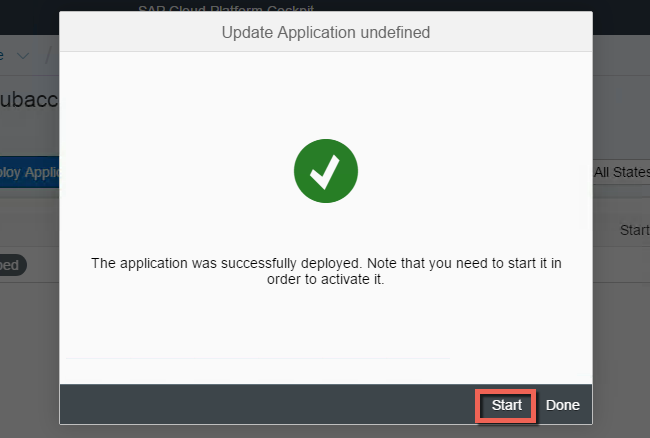 SAP Cloud Platform Cockpit
Update Application undefined
ubacc
ploy Applic
All States
Start
ped
The application was successfully deployed. Note that you need to start it in
order to activate it.
Start Done